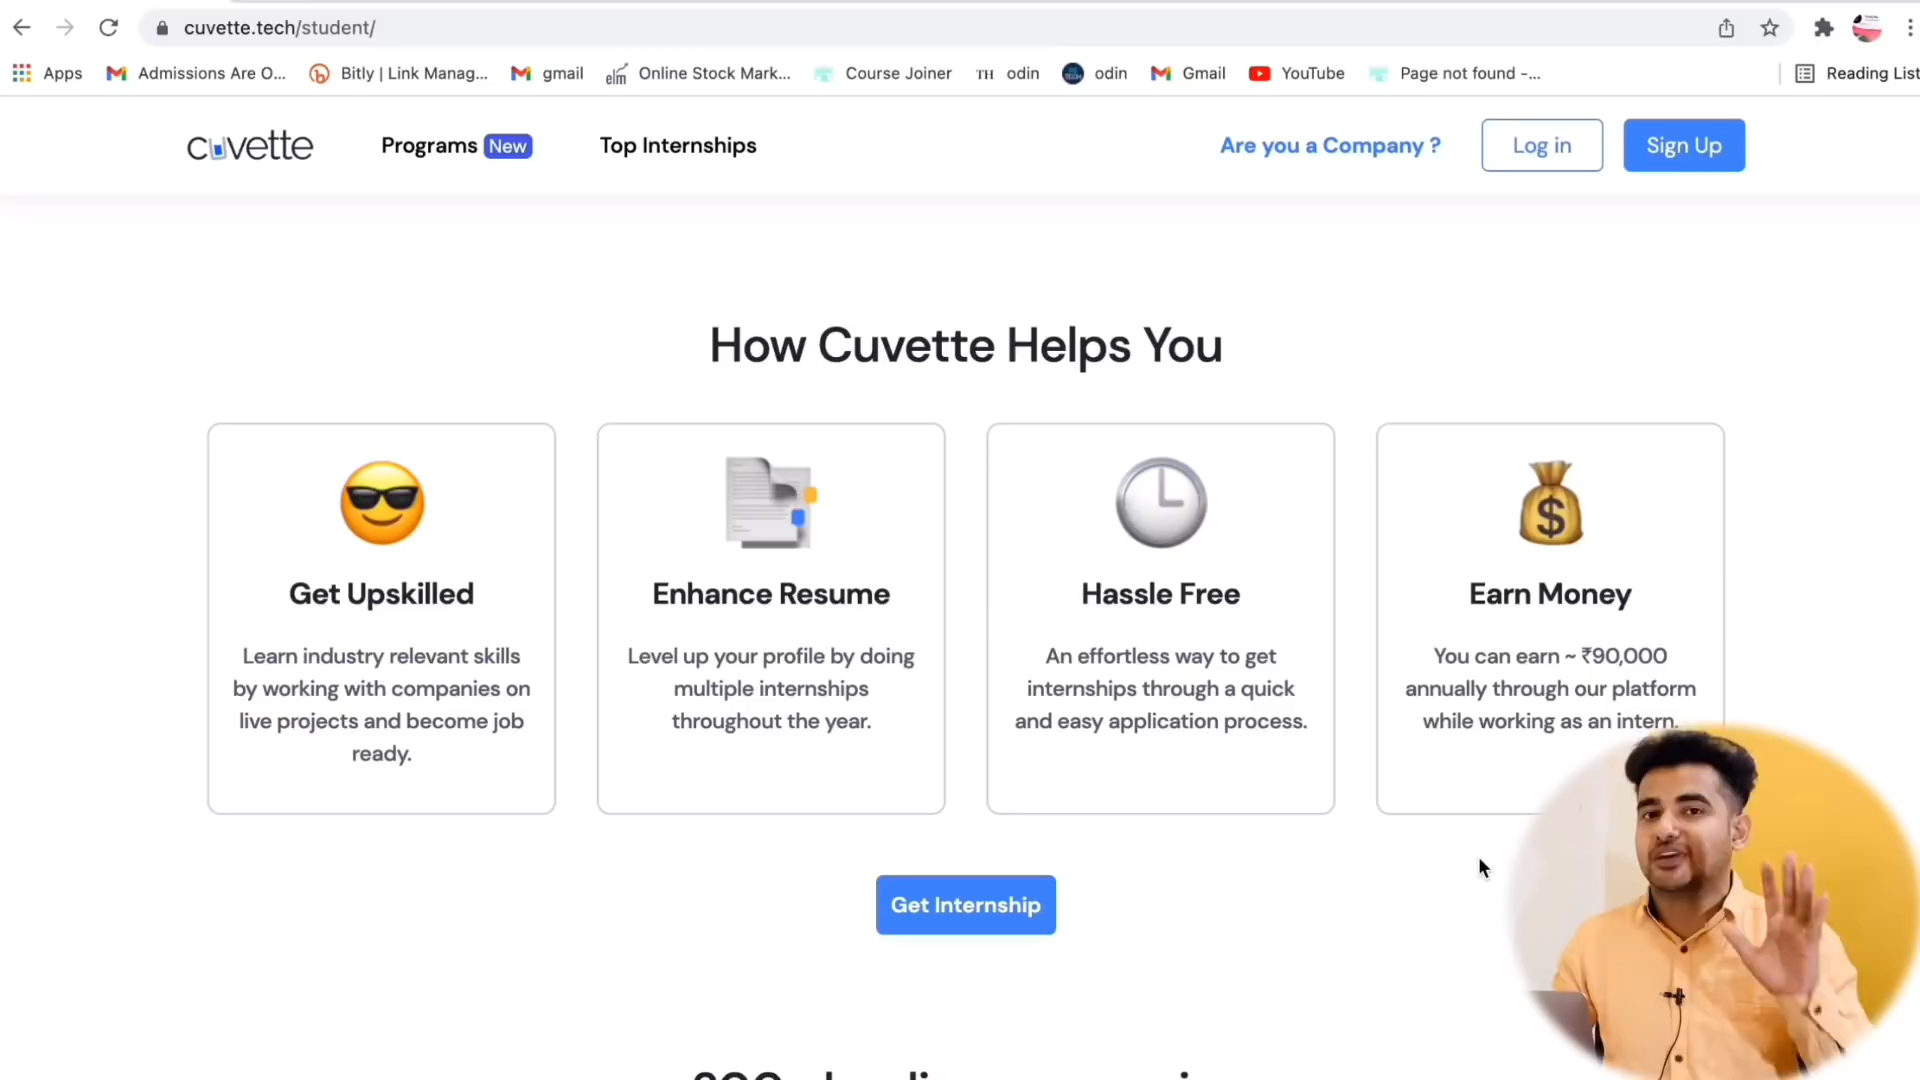 cuvette.tech/student/
Apps
Admissions Are O...
Bitly | Link Manag...
gmail
elm
Online Stock Mark...
Course Joiner
TH
odin
odin
Gmail
YouTube
Page not found -...
Reading List
cuvette
Programs New
Top Internships
Are you a Company ?
Log in
Sign Up
How Cuvette Helps You
Get Upskilled
Learn industry relevant skills
by working with companies on
live projects and become job
ready.
Enhance Resume
Level up your profile by doing
multiple internships
throughout the year.
Hassle Free
An effortless way to get
internships through a quick
and easy application process.
$
Earn Money
You can earn ~ ₹90,000
annually through our platform
while working as an intern.
Get Internship